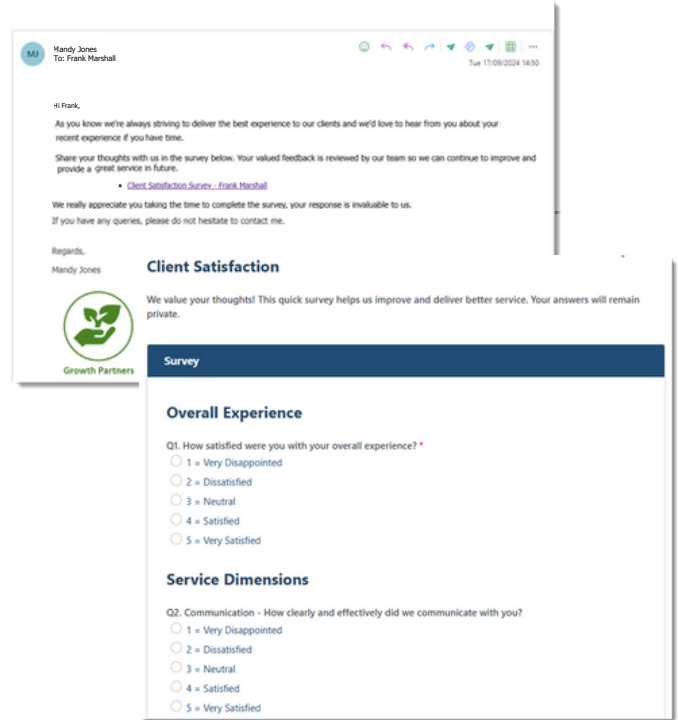 MJ
Mandy Jones
To: Frank Marshall
Tue 17/09/2024 14:50
Hi Frank,
As you know we're always striving to deliver the best experience to our clients and we'd love to hear from you about your
recent experience if you have time.
Share your thoughts with us in the survey below. Your valued feedback is reviewed by our team so we can continue to improve and
provide a great service in future.
• Client Satisfaction Survey - Frank Marshall
We really appreciate you taking the time to complete the survey, your response is invaluable to us.
If you have any queries, please do not hesitate to contact me.
Regards,
Mandy Jones
Growth Partners
Client Satisfaction
We value your thoughts! This quick survey helps us improve and deliver better service. Your answers will remain
private.
Survey
Overall Experience
Q1. How satisfied were you with your overall experience? *
1 = Very Disappointed
2 = Dissatisfied
3 = Neutral
4 = Satisfied
5 = Very Satisfied
Service Dimensions
Q2. Communication - How clearly and effectively did we communicate with you?
1 = Very Disappointed
2 = Dissatisfied
3 = Neutral
4 = Satisfied
5 = Very Satisfied